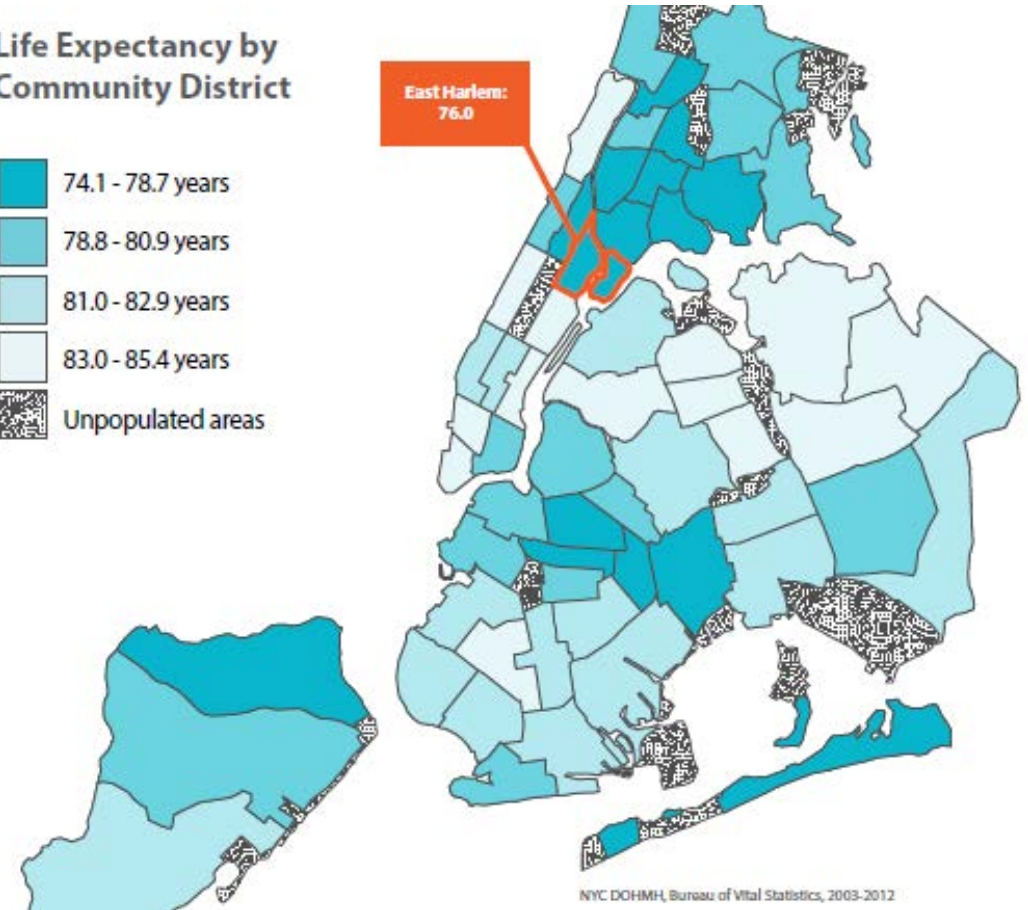 Life Expectancy by
Community District
East Harlem:
76.0
74.1 - 78.7 years
78.8 - 80.9 years
81.0 - 82.9 years
83.0 - 85.4 years
Unpopulated areas
NYC DOHMH, Bureau of Vital Statistics, 2003-2012